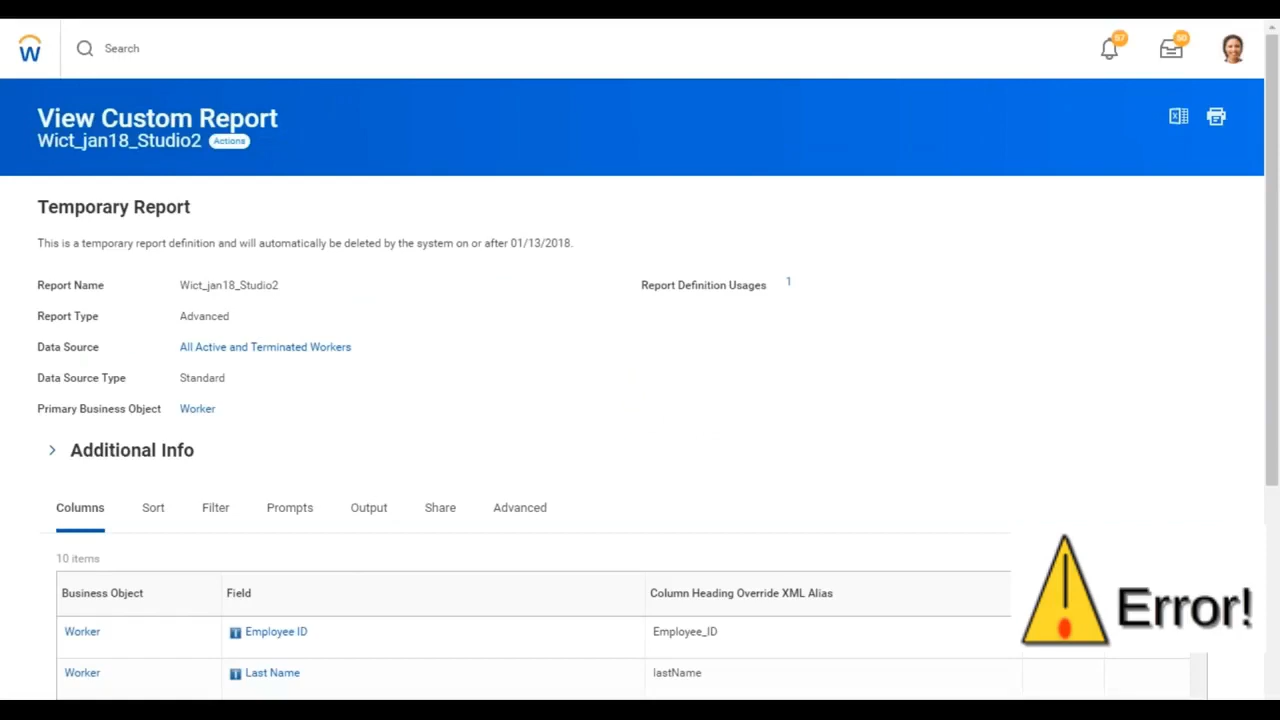 W Search 57 50
View Custom Report
Wict_jan18_Studio2 Actions
Temporary Report
This is a temporary report definition and will automatically be deleted by the system on or after 01/13/2018.
Report Name Wict_jan18_Studio2 Report Definition Usages 1
Report Type Advanced
Data Source All Active and Terminated Workers
Data Source Type Standard
Primary Business Object Worker
Additional Info
Columns Sort Filter Prompts Output Share Advanced
10 items
Business Object Field Column Heading Override XML Alias
Error!
Worker Employee ID Employee_ID
Worker Last Name lastName